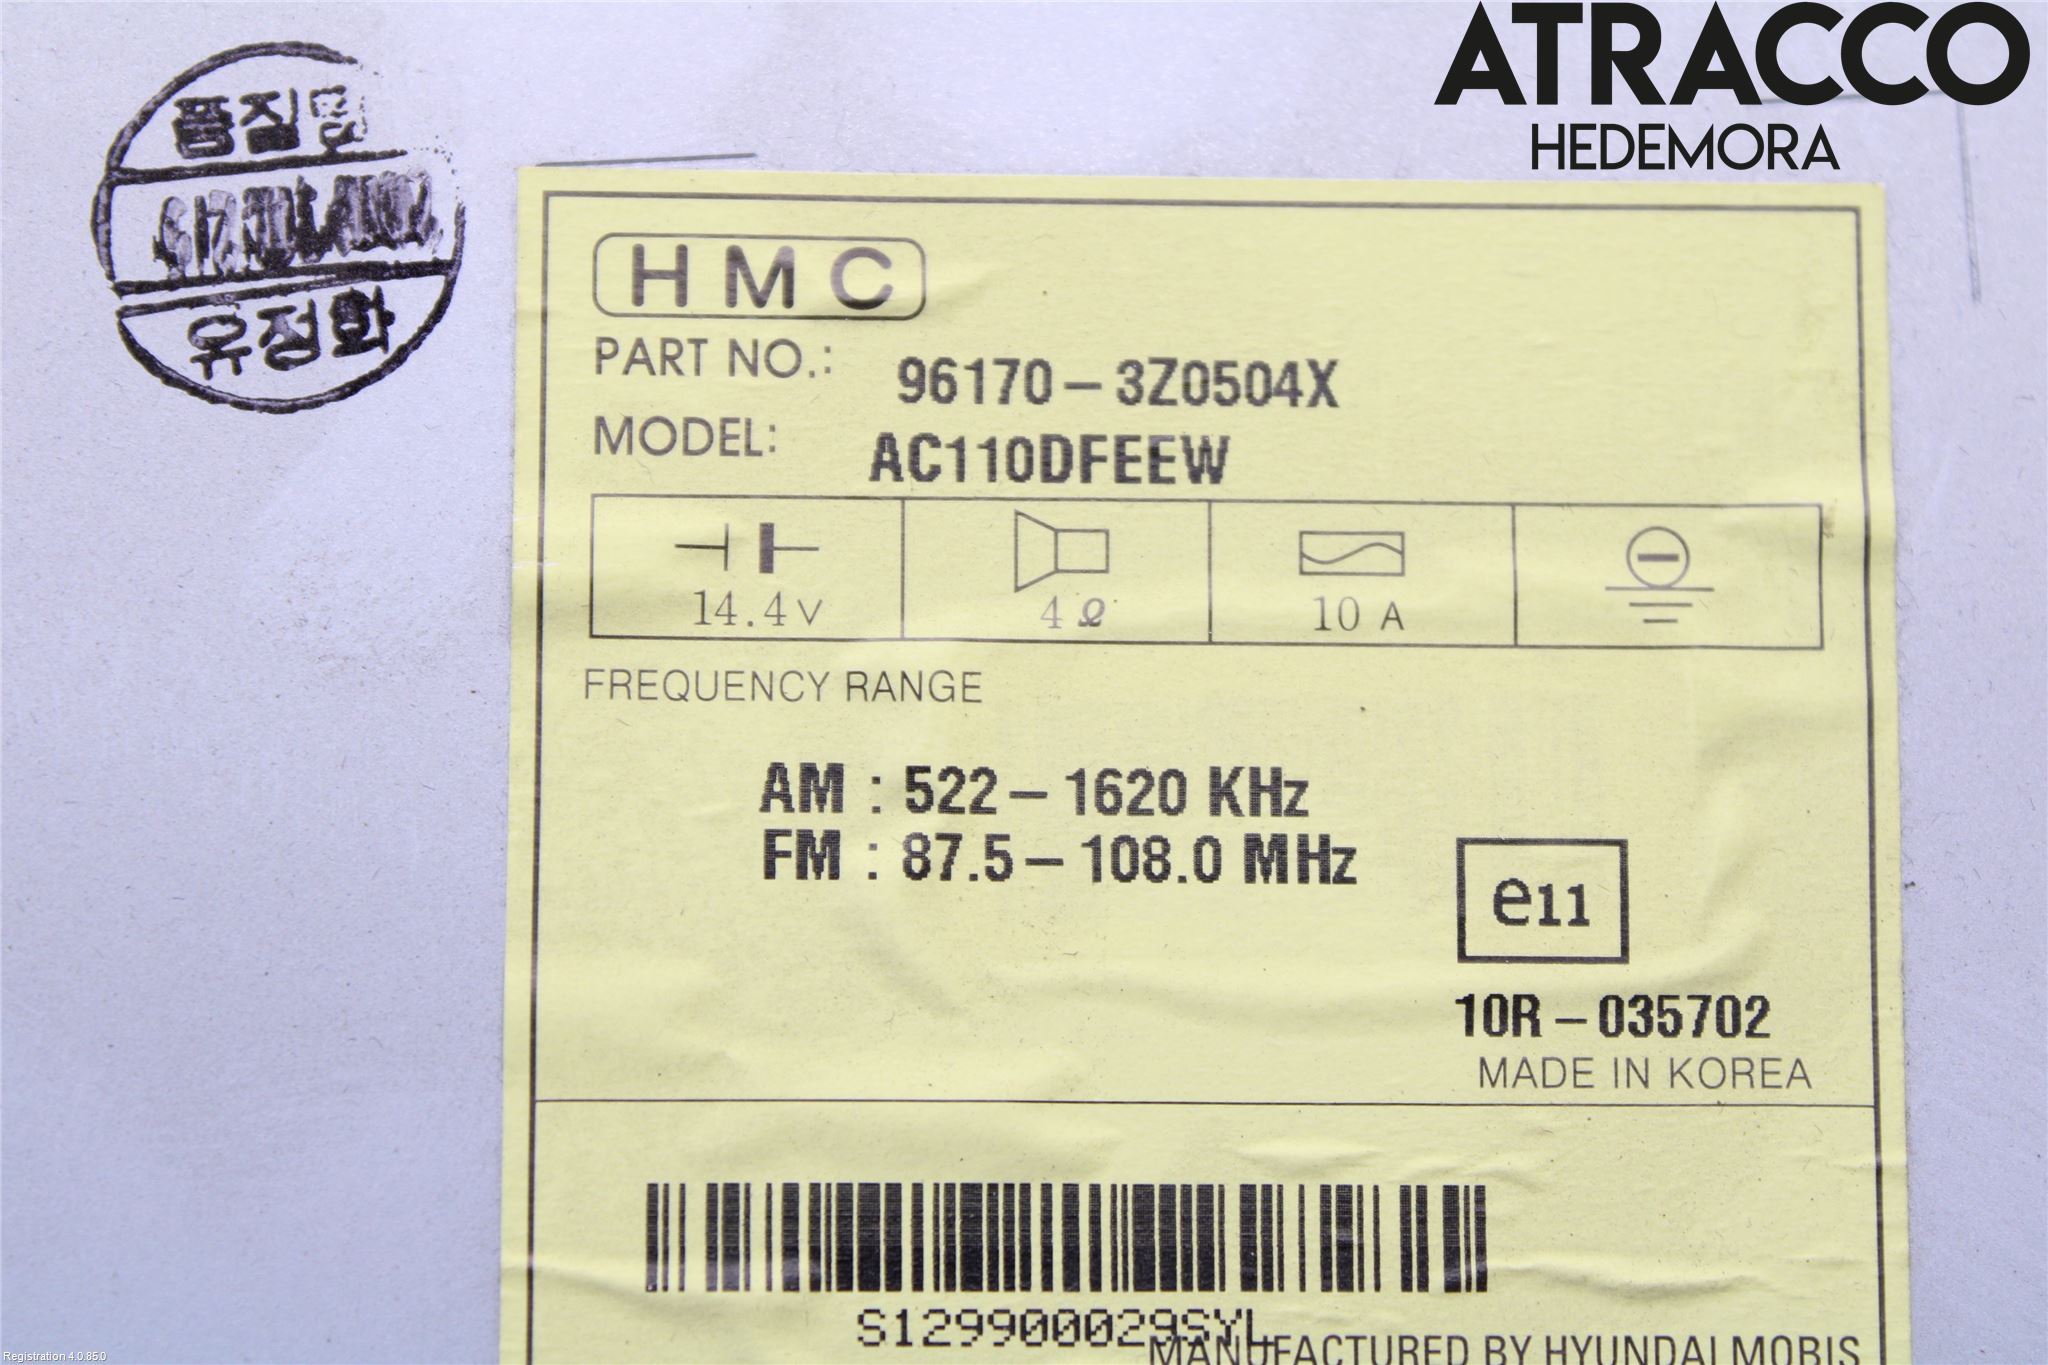 ATRACCO
HEDEMORA
품질
유정화
HMC
PART NO.: 96170-3Z0504X
MODEL: AC110DFEEW
14.4V
4 Ω
10 A
FREQUENCY RANGE
AM : 522-1620 KHz
FM : 87.5-108.0 MHz
e11
10R-035702
MADE IN KOREA
S129900029SYL
MANUFACTURED BY HYUNDAI MOBIS
Registration 4.0.85.0